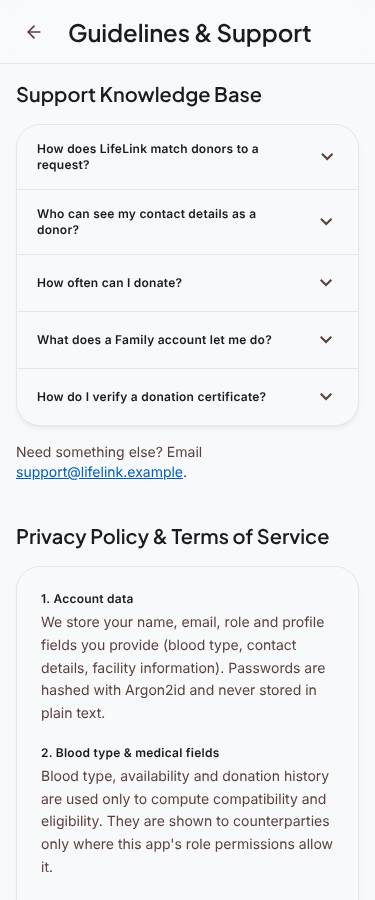 Guidelines & Support
Support Knowledge Base
How does LifeLink match donors to a
request?
Who can see my contact details as a
donor?
How often can I donate?
What does a Family account let me do?
How do I verify a donation certificate?
Need something else? Email
support@lifelink.example.
Privacy Policy & Terms of Service
1. Account data
We store your name, email, role and profile
fields you provide (blood type, contact
details, facility information). Passwords are
hashed with Argon2id and never stored in
plain text.
2. Blood type & medical fields
Blood type, availability and donation history
are used only to compute compatibility and
eligibility. They are shown to counterparties
only where this app's role permissions allow
it.